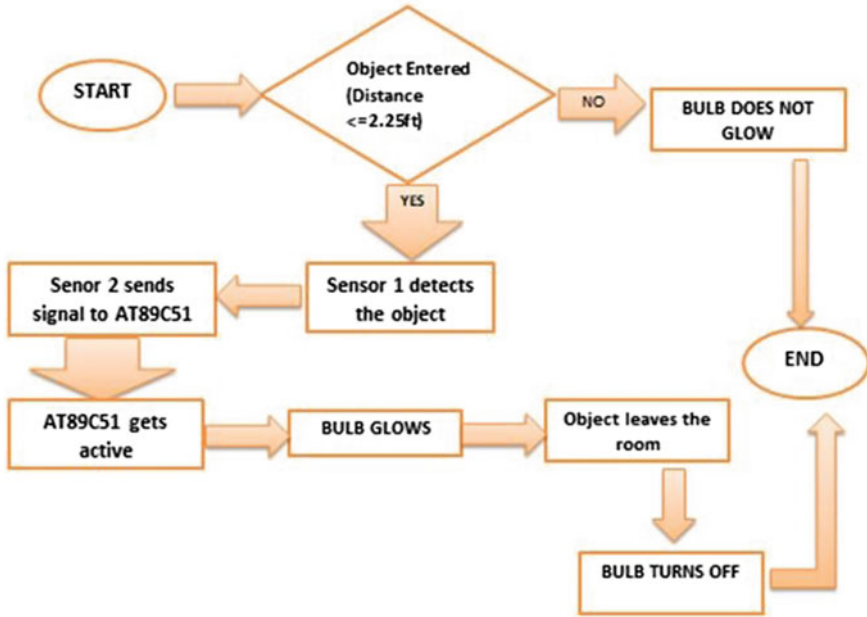 START
Object Entered
(Distance
<=2.25ft)
NO
BULB DOES NOT
GLOW
YES
Senor 2 sends
signal to AT89C51
Sensor 1 detects
the object
END
AT89C51 gets
active
BULB GLOWS
Object leaves the
room
BULB TURNS OFF